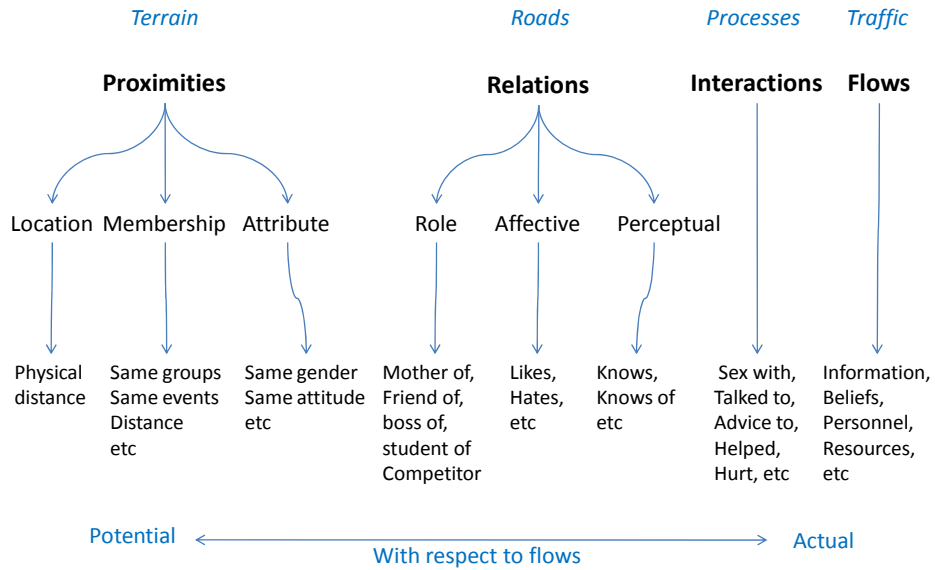 Terrain Roads Processes Traffic
Proximities Relations Interactions Flows
Location Membership Attribute Role Affective Perceptual
Physical
distance
Same groups
Same events
Distance
etc
Same gender
Same attitude
etc
Mother of,
Friend of,
boss of,
student of
Competitor
Likes,
Hates,
etc
Knows,
Knows of
etc
Sex with,
Talked to,
Advice to,
Helped,
Hurt, etc
Information,
Beliefs,
Personnel,
Resources,
etc
Potential Actual
With respect to flows